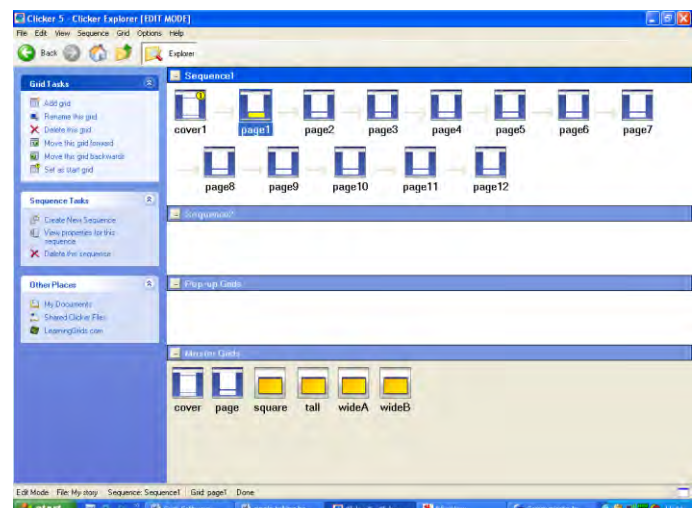 Clicker 5 - Clicker Explorer [EDIT MODE]
File Edit View Sequence Grid Options Help
Back Explorer
Grid Tasks
Add grid
Rename this grid
Delete this grid
Move this grid forward
Move this grid backwards
Set as start grid
Sequence Tasks
Create New Sequence
View properties for this
sequence
Delete this sequence
Other Places
My Documents
Shared Clicker Files
LearningGrids.com
Sequence1
cover1 page1 page2 page3 page4 page5 page6 page7
page8 page9 page10 page11 page12
Sequence2
Pop-up Grids
Master Grids
cover page square tall wideA wideB
Edit Mode File: My story Sequence: Sequence1 Grid: page1 Done
start